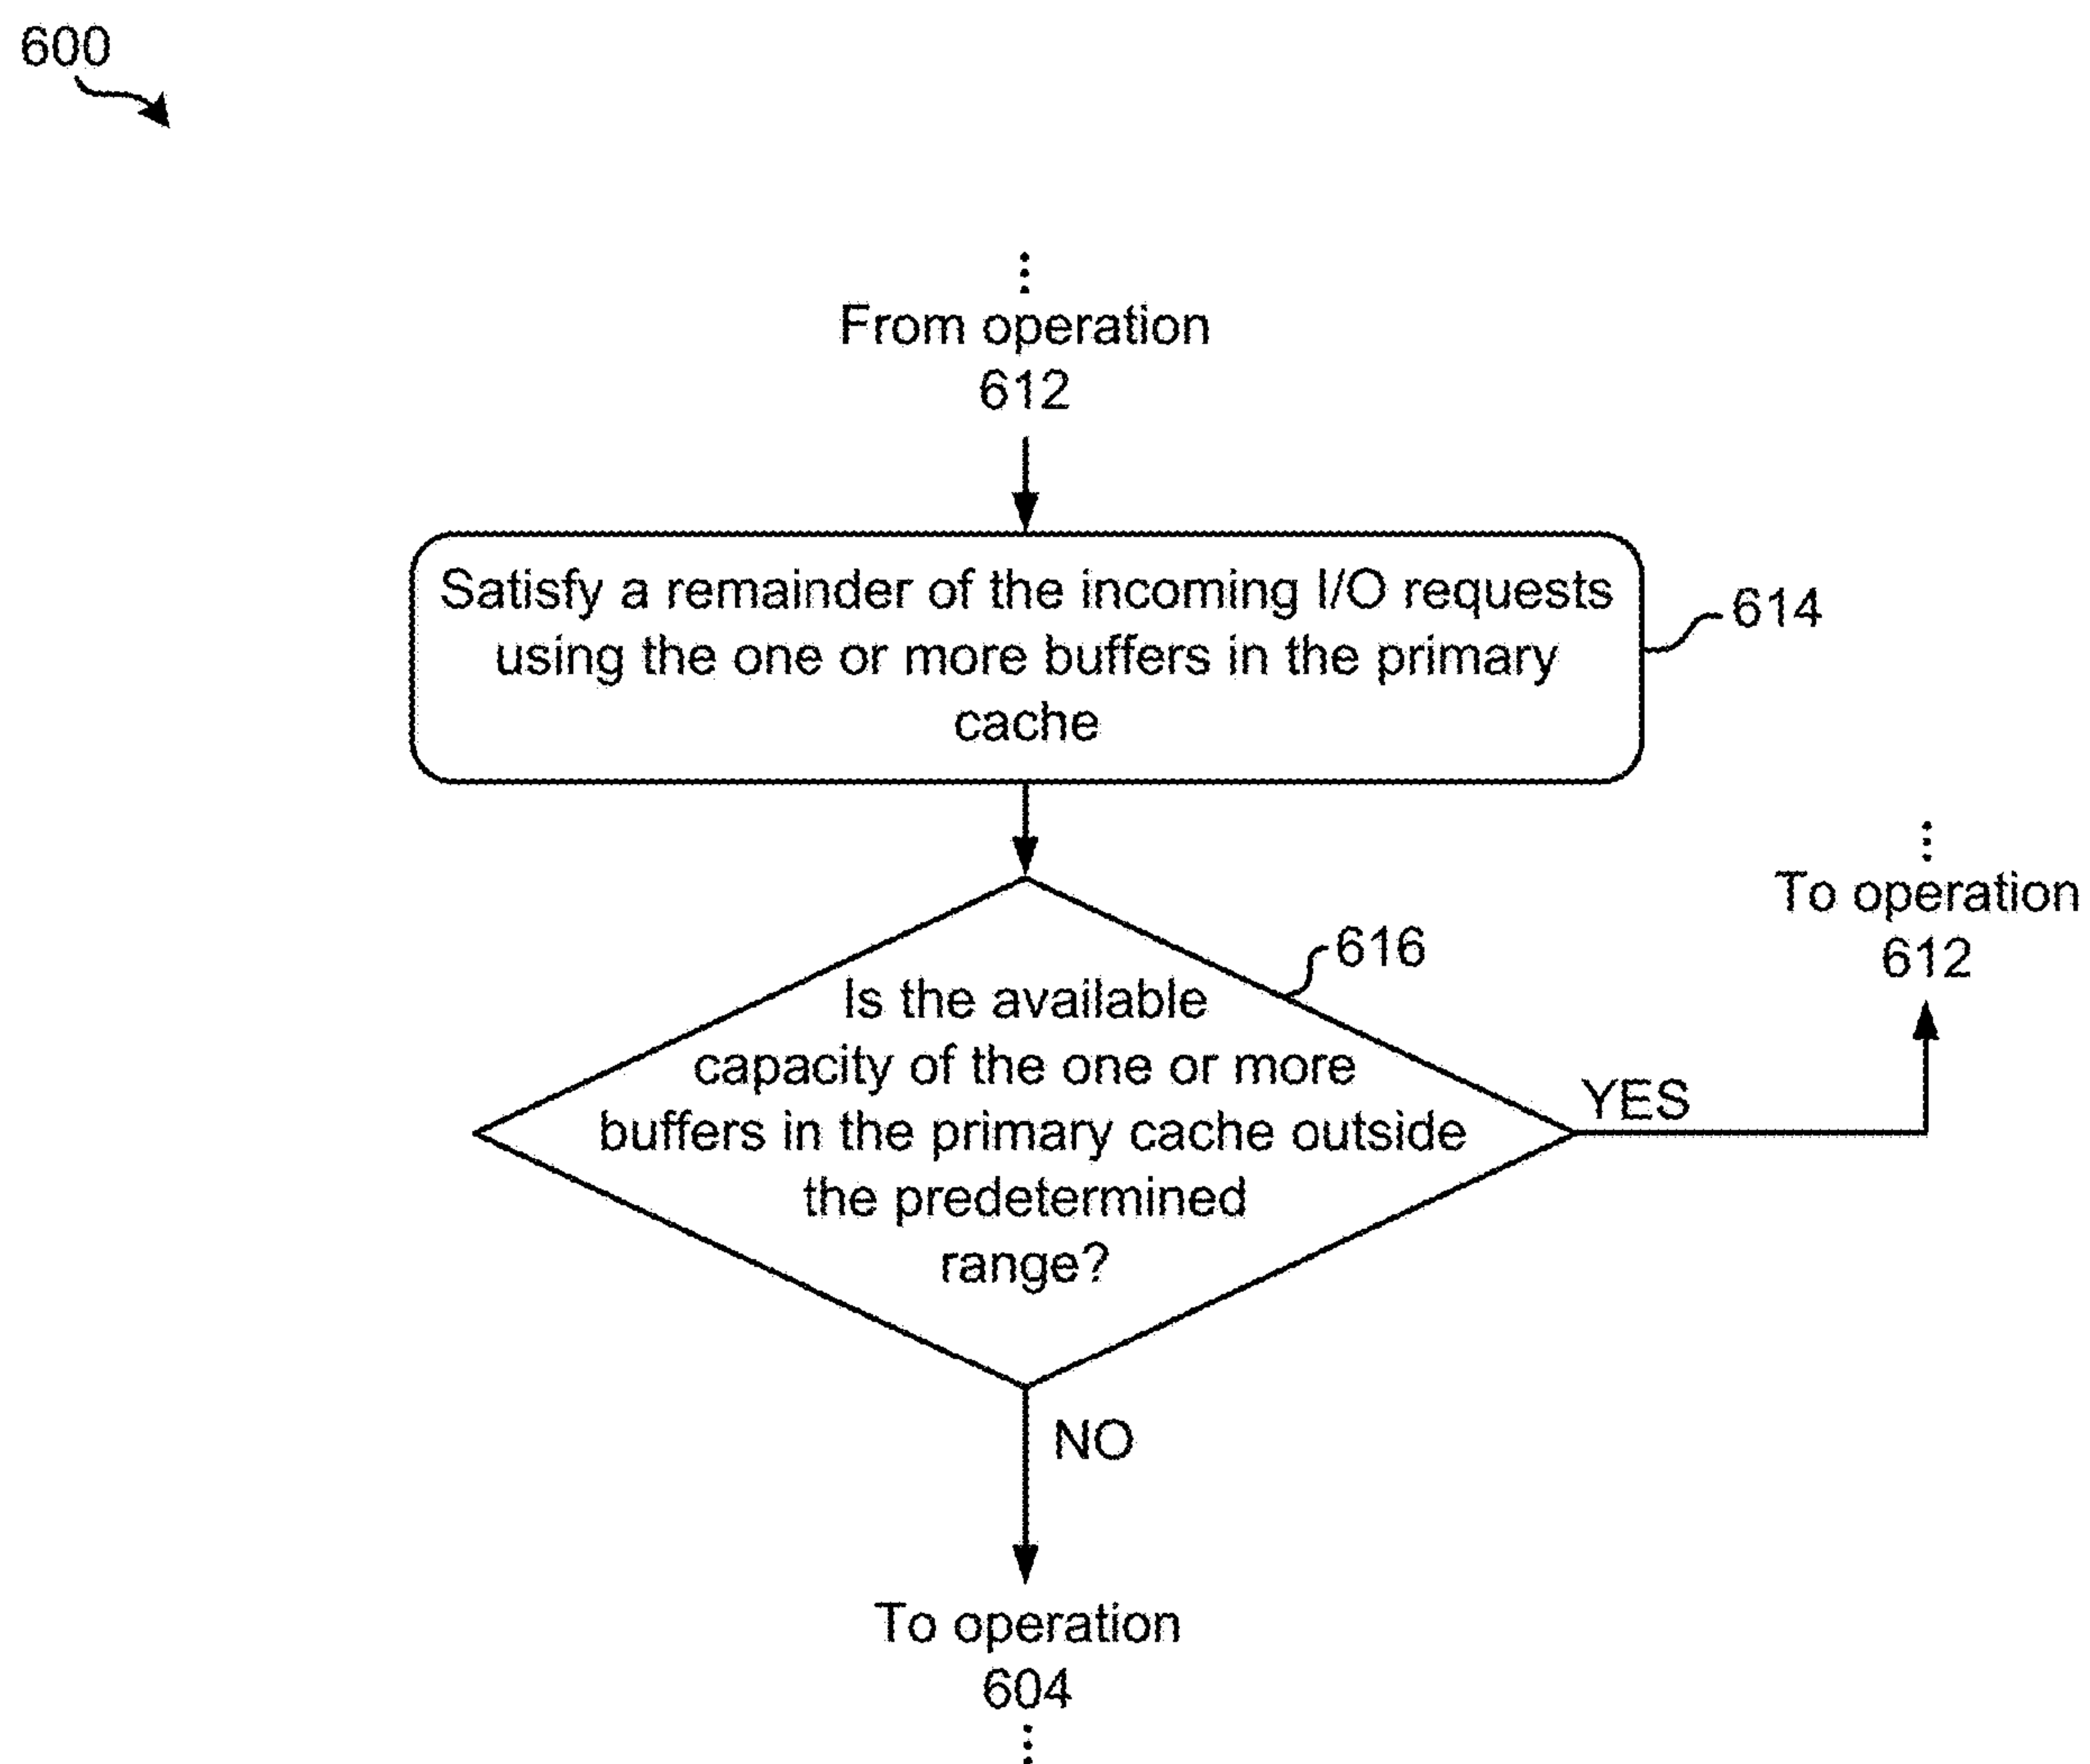 600
From operation
612
Satisfy a remainder of the incoming I/O requests
using the one or more buffers in the primary
cache
614
To operation
612
616
Is the available
capacity of the one or more
buffers in the primary cache outside
the predetermined
range?
YES
NO
To operation
604